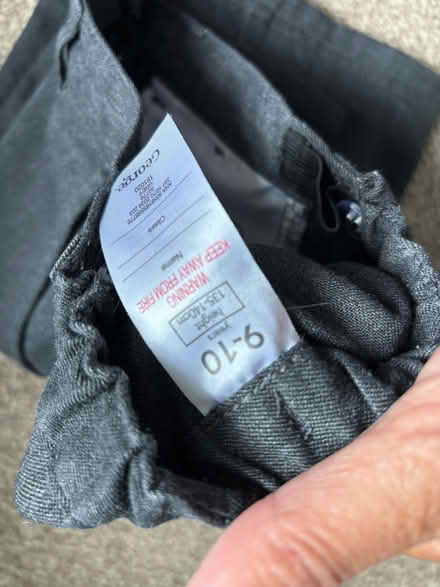 9-10
years
Height
135-140cm
WARNING
KEEP AWAY FROM FIRE
Name
Class
George.